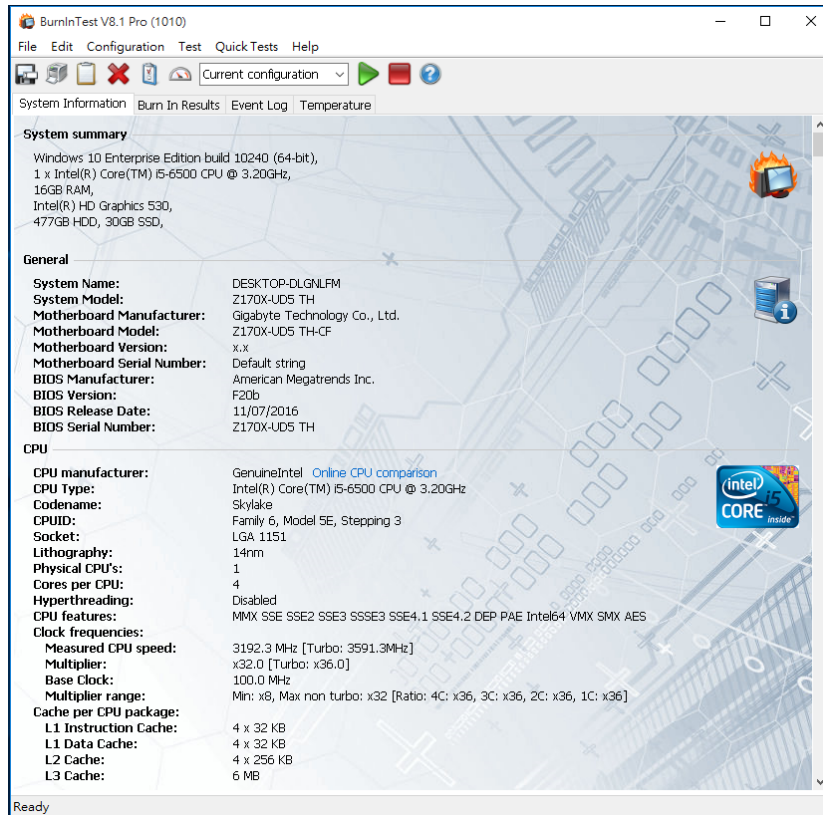 BurnInTest V8.1 Pro (1010)
File Edit Configuration Test Quick Tests Help
Current configuration
System Information Burn In Results Event Log Temperature
System summary
Windows 10 Enterprise Edition build 10240 (64-bit),
1 x Intel(R) Core(TM) i5-6500 CPU @ 3.20GHz,
16GB RAM,
Intel(R) HD Graphics 530,
477GB HDD, 30GB SSD,
General
System Name: DESKTOP-DLGNLFM
System Model: Z170X-UD5 TH
Motherboard Manufacturer: Gigabyte Technology Co., Ltd.
Motherboard Model: Z170X-UD5 TH-CF
Motherboard Version: x.x
Motherboard Serial Number: Default string
BIOS Manufacturer: American Megatrends Inc.
BIOS Version: F20b
BIOS Release Date: 11/07/2016
BIOS Serial Number: Z170X-UD5 TH
CPU
CPU manufacturer: GenuineIntel Online CPU comparison
CPU Type: Intel(R) Core(TM) i5-6500 CPU @ 3.20GHz
Codename: Skylake
CPUID: Family 6, Model 5E, Stepping 3
Socket: LGA 1151
Lithography: 14nm
Physical CPU's: 1
Cores per CPU: 4
Hyperthreading: Disabled
CPU features: MMX SSE SSE2 SSE3 SSSE3 SSE4.1 SSE4.2 DEP PAE Intel64 VMX SMX AES
Clock frequencies:
Measured CPU speed: 3192.3 MHz [Turbo: 3591.3MHz]
Multiplier: x32.0 [Turbo: x36.0]
Base Clock: 100.0 MHz
Multiplier range: Min: x8, Max non turbo: x32 [Ratio: 4C: x36, 3C: x36, 2C: x36, 1C: x36]
Cache per CPU package:
L1 Instruction Cache: 4 x 32 KB
L1 Data Cache: 4 x 32 KB
L2 Cache: 4 x 256 KB
L3 Cache: 6 MB
intel i5
CORE inside™
Ready